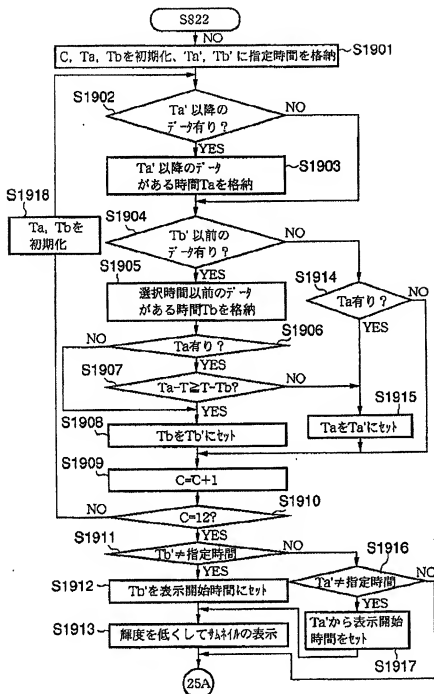 S822
NO
C, Ta, Tbを初期化、Ta', Tb'に指定時間を格納
S1901
S1902
Ta'以降の
データ有り?
NO
YES
Ta'以降のデータ
がある時間Taを格納
S1903
S1918
Ta, Tbを
初期化
S1904
Tb'以前の
データ有り?
NO
YES
S1905
選択時間以前のデータ
がある時間Tbを格納
S1914
Ta有り?
NO
YES
S1906
Ta有り?
NO
YES
S1907
Ta-T≧T-Tb?
NO
YES
S1908
TbをTb'にセット
S1915
TaをTa'にセット
S1909
C=C+1
S1910
C=12?
NO
YES
S1911
Tb'≠指定時間
NO
YES
S1916
Ta'≠指定時間
NO
YES
S1912
Tb'を表示開始時間にセット
S1913
輝度を低くしてサムネイルの表示
Ta'から表示開始
時間をセット
S1917
25A